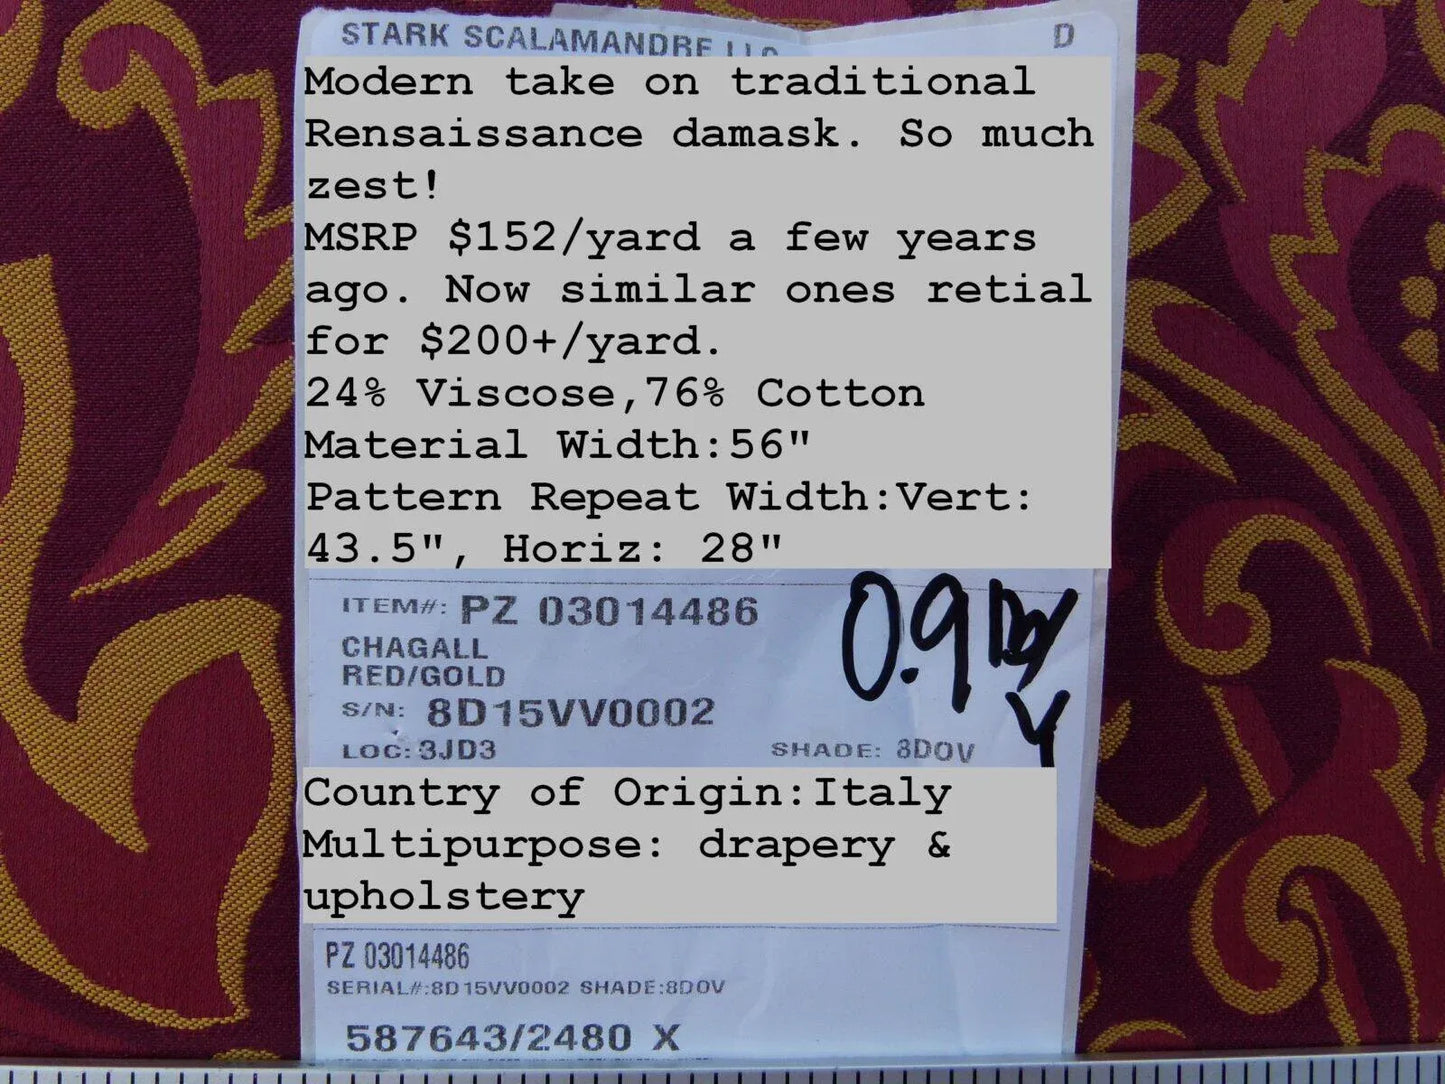 STARK SCALAMANDRE LLC D
Modern take on traditional
Rensaissance damask. So much
zest!
MSRP $152/yard a few years
ago. Now similar ones retial
for $200+/yard.
24% Viscose,76% Cotton
Material Width:56"
Pattern Repeat Width:Vert:
43.5", Horiz: 28"
ITEM#: PZ 03014486
CHAGALL
RED/GOLD
S/N: 8D15VV0002
LOC: 3JD3 SHADE: 8DOV
0.9
Country of Origin:Italy
Multipurpose: drapery &
upholstery
PZ 03014486
SERIAL#:8D15VV0002 SHADE:8DOV
587643/2480 X